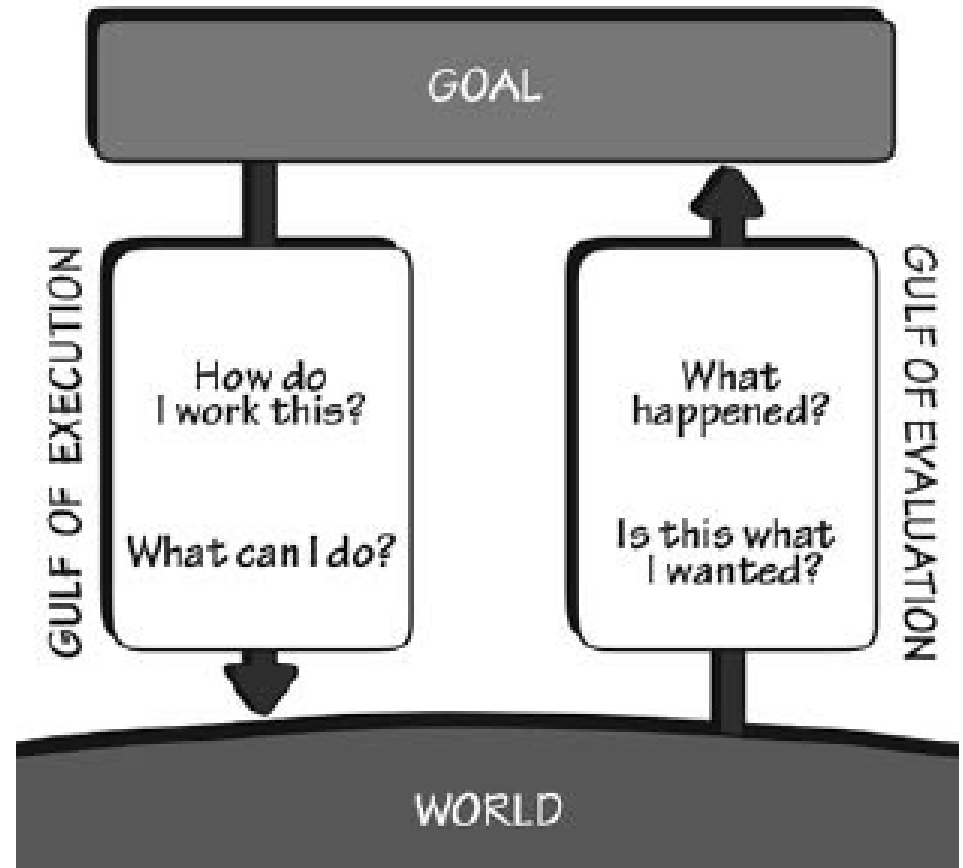 GOAL
GULF OF EXECUTION
How do
I work this?
What can I do?
What
happened?
Is this what
I wanted?
GULF OF EVALUATION
WORLD